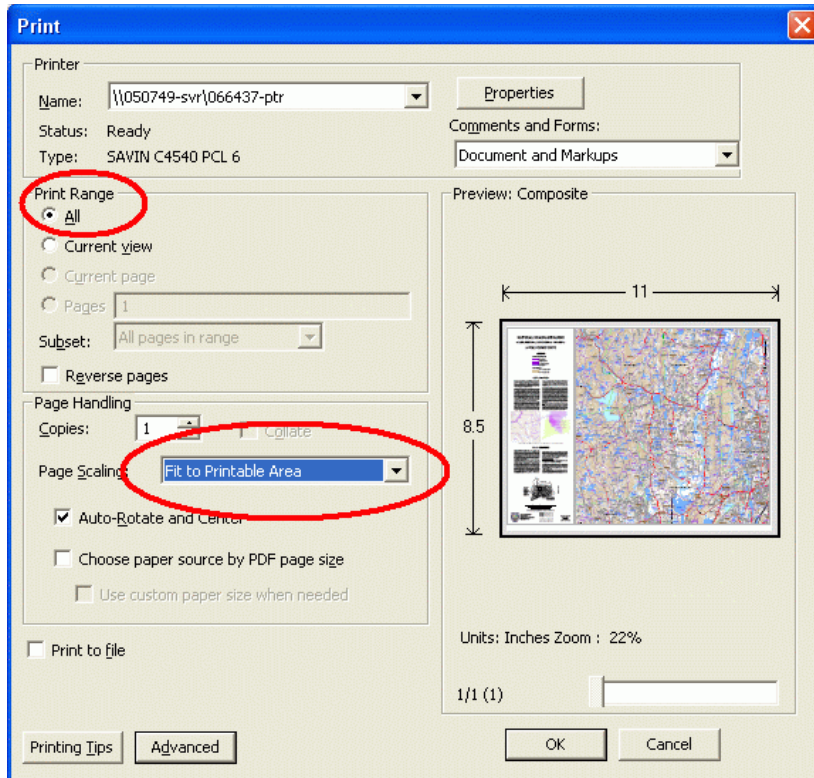 Print
Printer
Name: \\050749-svr\066437-ptr
Properties
Status: Ready
Comments and Forms:
Type: SAVIN C4540 PCL 6
Document and Markups
Print Range
All
Current view
Current page
Pages 1
Subset: All pages in range
Reverse pages
Page Handling
Copies: 1 Collate
Page Scaling: Fit to Printable Area
Auto-Rotate and Center
Choose paper source by PDF page size
Use custom paper size when needed
Print to file
Preview: Composite
11
8.5
Units: Inches Zoom : 22%
1/1 (1)
Printing Tips
Advanced
OK
Cancel